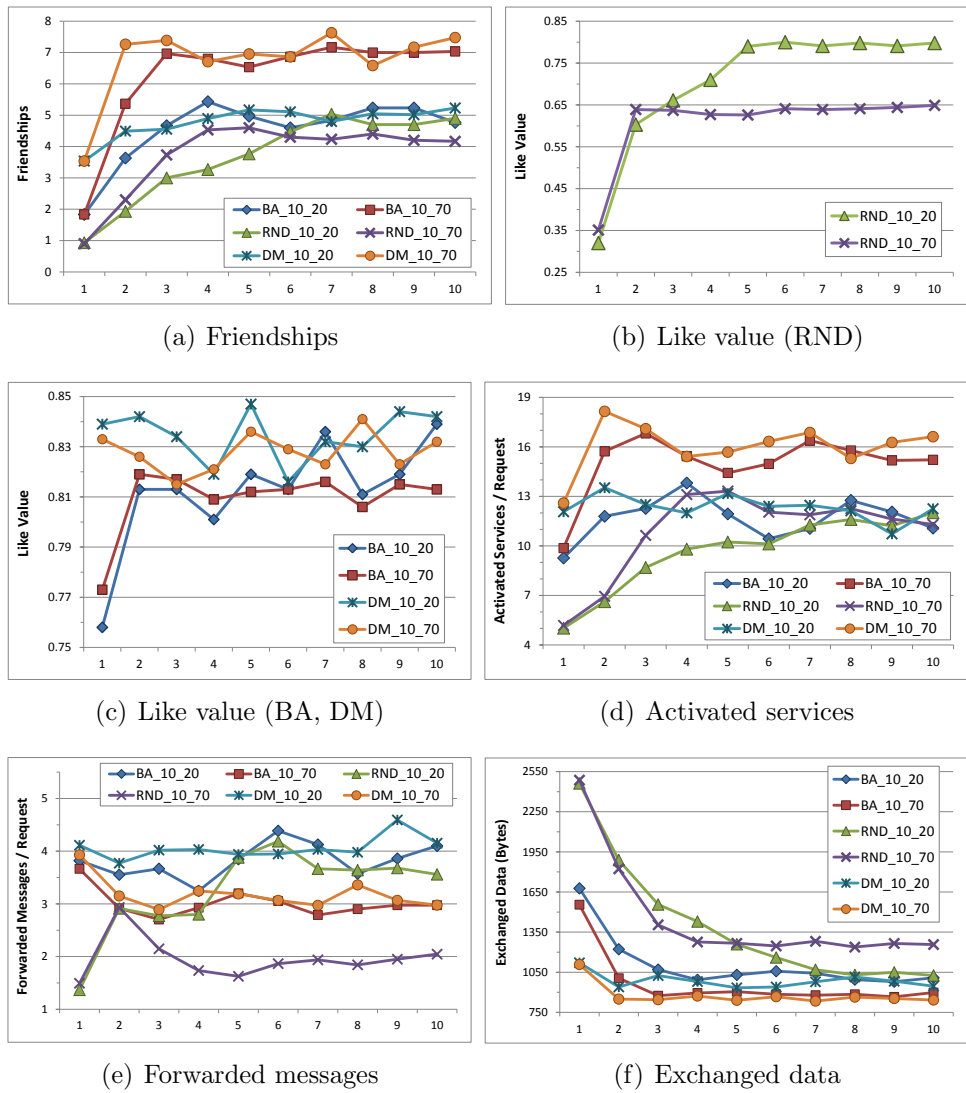 8
7
6
5
4
3
2
1
0
Friendships
BA_10_20 BA_10_70
RND_10_20 RND_10_70
DM_10_20 DM_10_70
1 2 3 4 5 6 7 8 9 10
(a) Friendships
0.85
0.75
0.65
0.55
0.45
0.35
0.25
Like Value
RND_10_20
RND_10_70
1 2 3 4 5 6 7 8 9 10
(b) Like value (RND)
0.85
0.83
0.81
0.79
0.77
0.75
Like Value
BA_10_20
BA_10_70
DM_10_20
DM_10_70
1 2 3 4 5 6 7 8 9 10
(c) Like value (BA, DM)
19
16
13
10
7
4
Activated Services / Request
BA_10_20 BA_10_70
RND_10_20 RND_10_70
DM_10_20 DM_10_70
1 2 3 4 5 6 7 8 9 10
(d) Activated services
BA_10_20 BA_10_70 RND_10_20
RND_10_70 DM_10_20 DM_10_70
5
4
3
2
1
Forwarded Messages / Request
1 2 3 4 5 6 7 8 9 10
(e) Forwarded messages
2550
2250
1950
1650
1350
1050
750
Exchanged Data (Bytes)
BA_10_20
BA_10_70
RND_10_20
RND_10_70
DM_10_20
DM_10_70
1 2 3 4 5 6 7 8 9 10
(f) Exchanged data